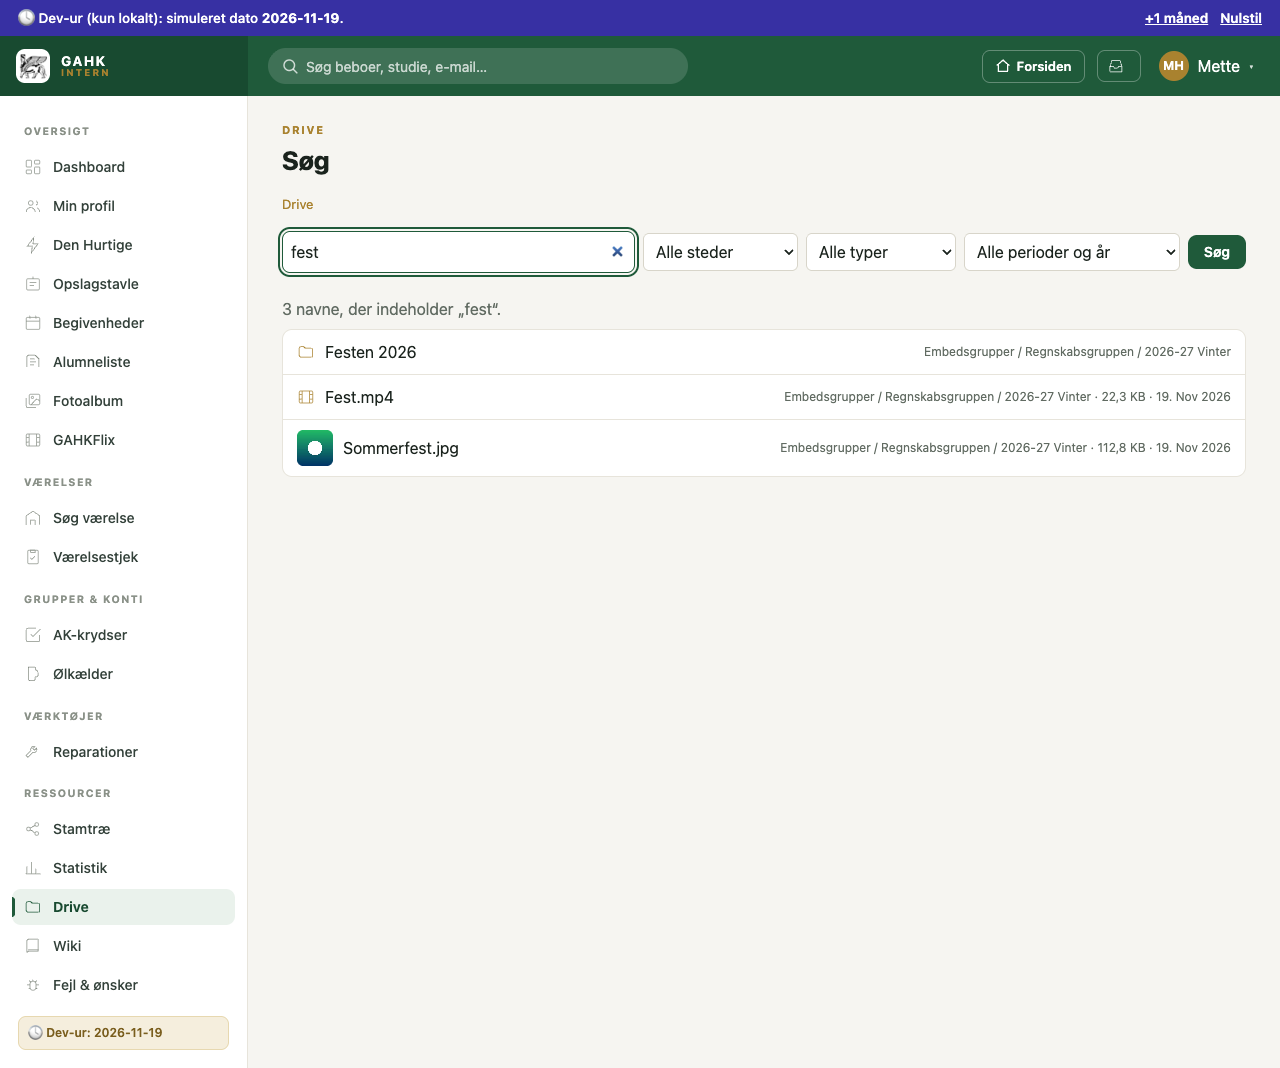 Dev-ur (kun lokalt): simuleret dato 2026-11-19.
+1 måned Nulstil
GAHK
INTERN
Søg beboer, studie, e-mail...
Forsiden
MH Mette
OVERSIGT
Dashboard
Min profil
Den Hurtige
Opslagstavle
Begivenheder
Alumneliste
Fotoalbum
GAHKFlix
VÆRELSER
Søg værelse
Værelsestjek
GRUPPER & KONTI
AK-krydser
Ølkælder
VÆRKTØJER
Reparationer
RESSOURCER
Stamtræ
Statistik
Drive
Wiki
Fejl & ønsker
Dev-ur: 2026-11-19
DRIVE
Søg
Drive
fest Alle steder Alle typer Alle perioder og år Søg
3 navne, der indeholder „fest“.
Festen 2026 Embedsgrupper / Regnskabsgruppen / 2026-27 Vinter
Fest.mp4 Embedsgrupper / Regnskabsgruppen / 2026-27 Vinter · 22,3 KB · 19. Nov 2026
Sommerfest.jpg Embedsgrupper / Regnskabsgruppen / 2026-27 Vinter · 112,8 KB · 19. Nov 2026